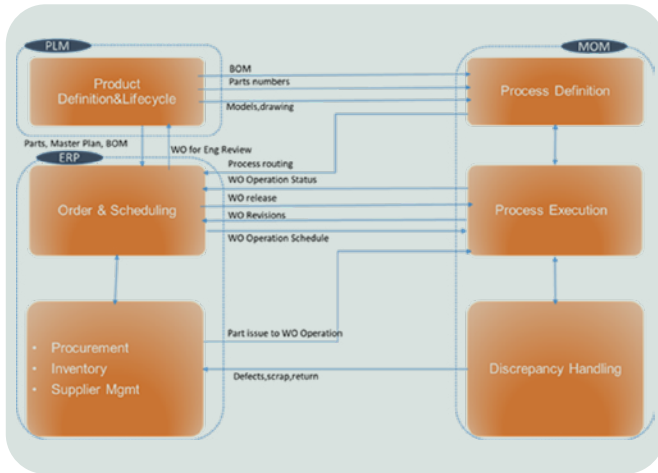 PLM
MOM
Product
Definition&Lifecycle
BOM
Parts numbers
Models,drawing
Process Definition
Parts, Master Plan, BOM
WO for Eng Review
ERP
Process routing
WO Operation Status
Order & Scheduling
WO release
WO Revisions
WO Operation Schedule
Process Execution
• Procurement
• Inventory
• Supplier Mgmt
Part issue to WO Operation
Defects,scrap,return
Discrepancy Handling